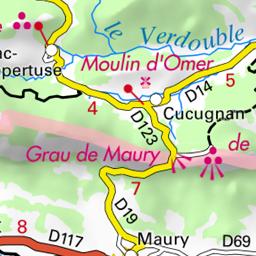 le Verdouble
ac-
pertuse
Moulin d'Omer
5
D14
4
Cucugnan
D123
de
Grau de Maury
7
D19
8
D117
Maury
D69